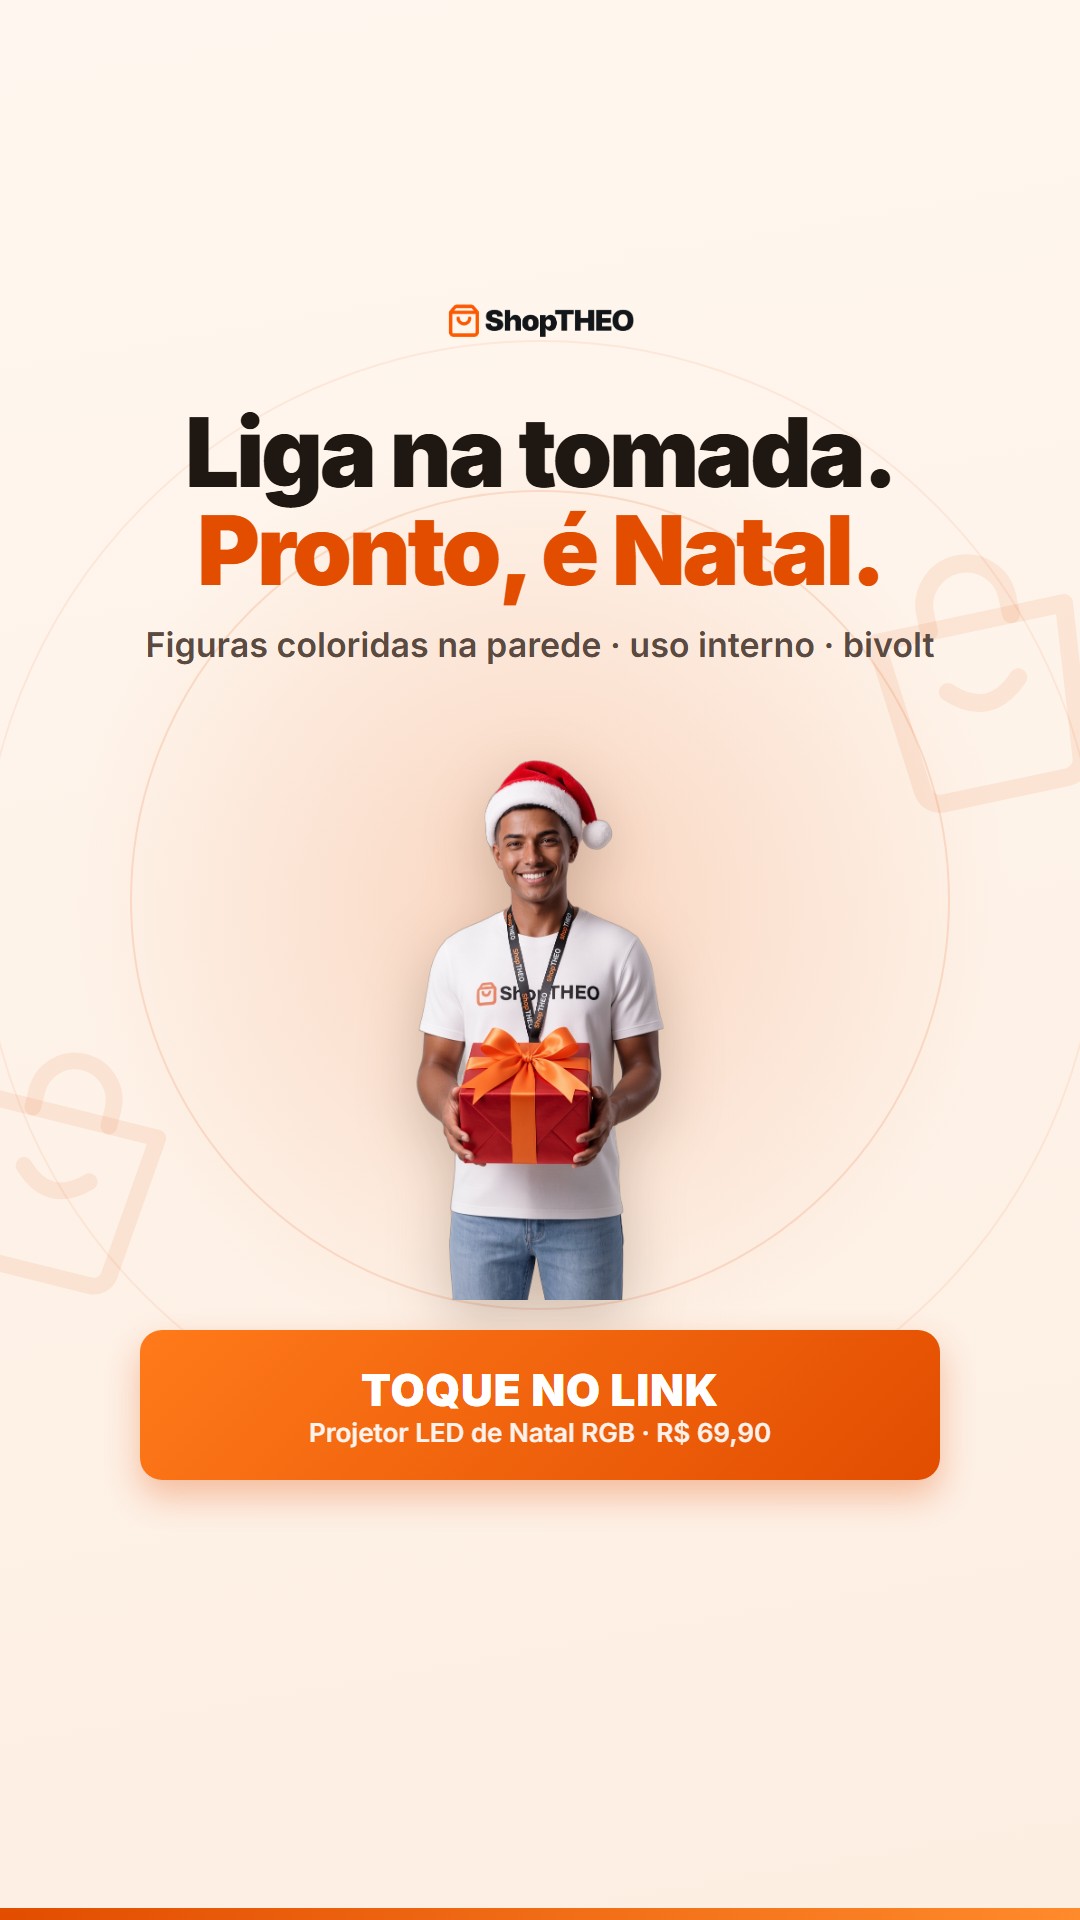 ShopTHEO
Liga na tomada.
Pronto, é Natal.
Figuras coloridas na parede · uso interno · bivolt
ShopTHEO
TOQUE NO LINK
Projetor LED de Natal RGB · R$ 69,90